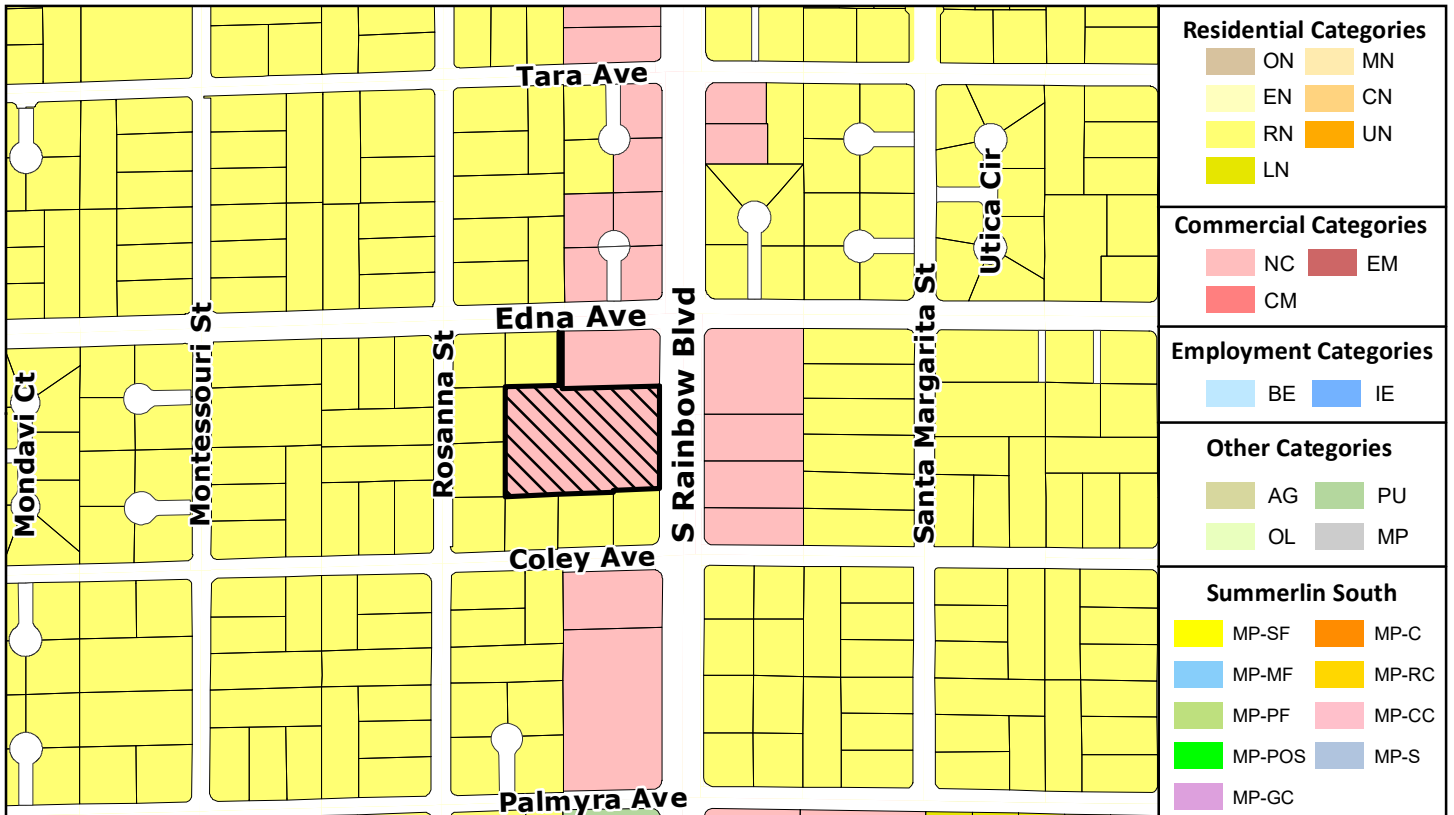 Tara Ave
Utica Cir
Edna Ave
Montessouri St
Rosanna St
S Rainbow Blvd
Santa Margarita St
Mondavi Ct
Coley Ave
Palmyra Ave
Residential Categories
ON MN
EN CN
RN UN
LN
Commercial Categories
NC EM
CM
Employment Categories
BE IE
Other Categories
AG PU
OL MP
Summerlin South
MP-SF MP-C
MP-MF MP-RC
MP-PF MP-CC
MP-POS MP-S
MP-GC